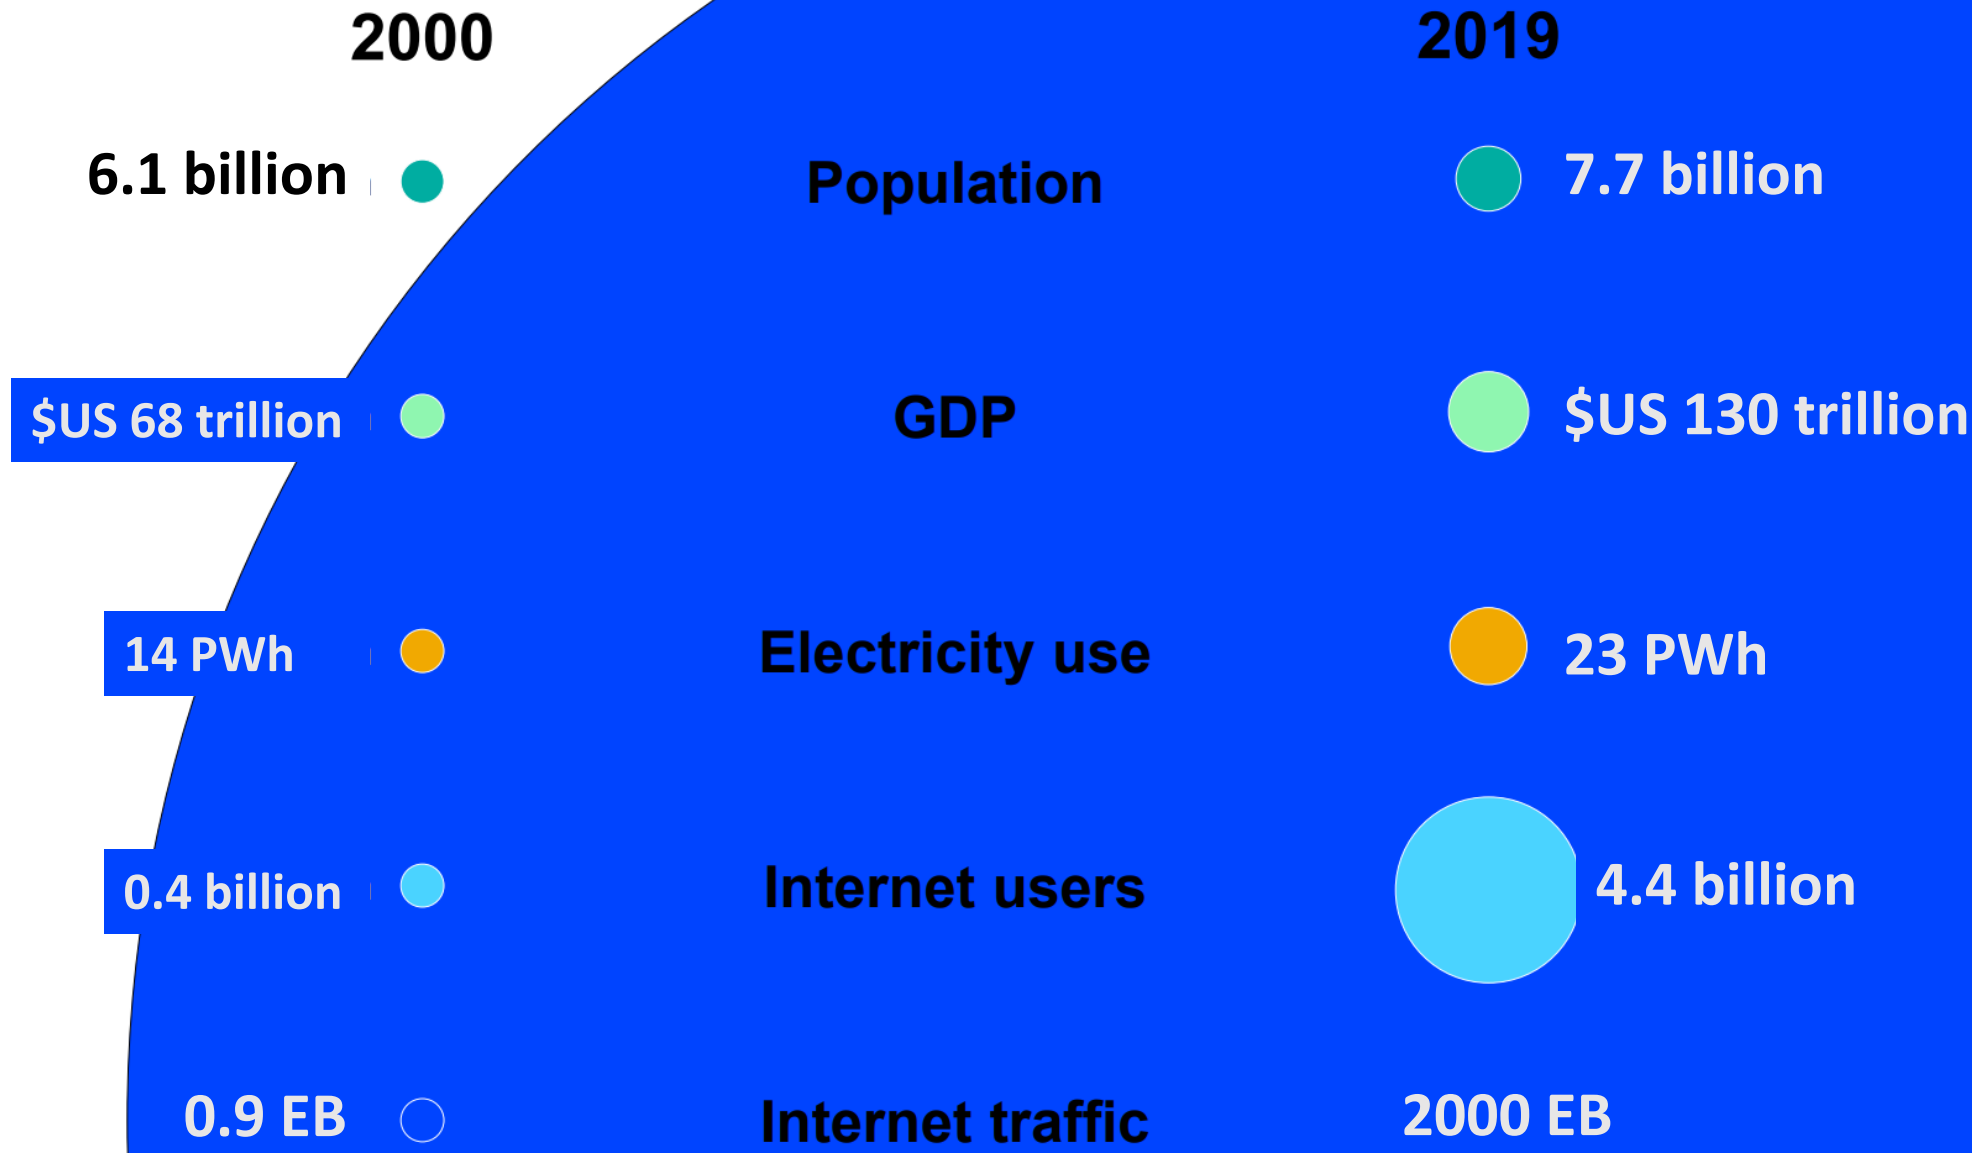 2000 2019
6.1 billion Population 7.7 billion
$US 68 trillion GDP $US 130 trillion
14 PWh Electricity use 23 PWh
0.4 billion Internet users 4.4 billion
0.9 EB Internet traffic 2000 EB